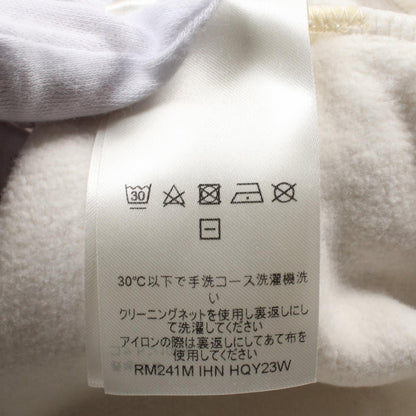 30
30℃以下で手洗コース洗濯機洗
い
クリーニングネットを使用し裏返しにし
て洗濯してください
アイロンの際は裏返しにしてあて布を
使用してください
RM241M IHN HQY23W